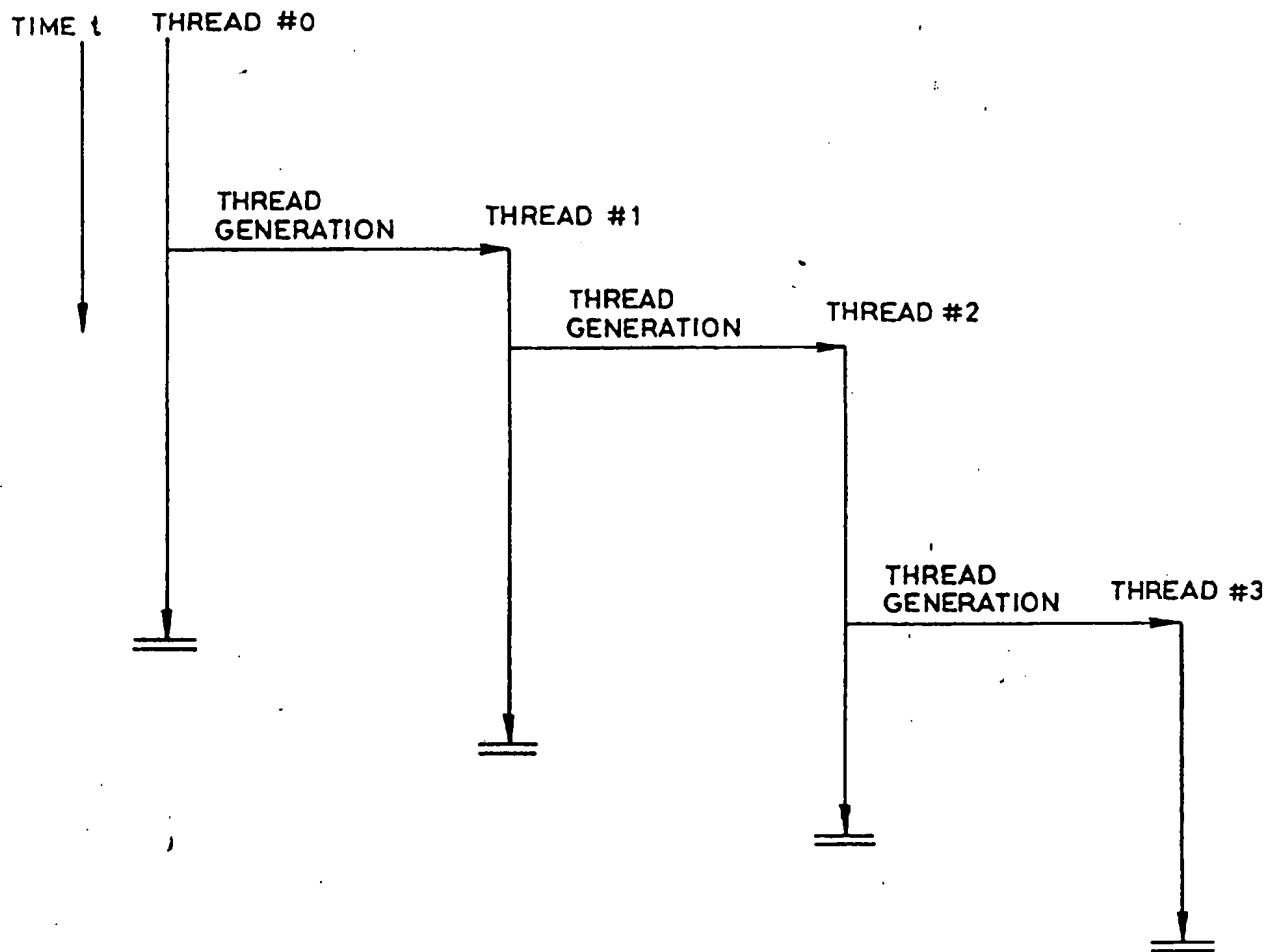 TIME t
THREAD #0
THREAD
GENERATION
THREAD #1
THREAD
GENERATION
THREAD #2
THREAD
GENERATION
THREAD #3